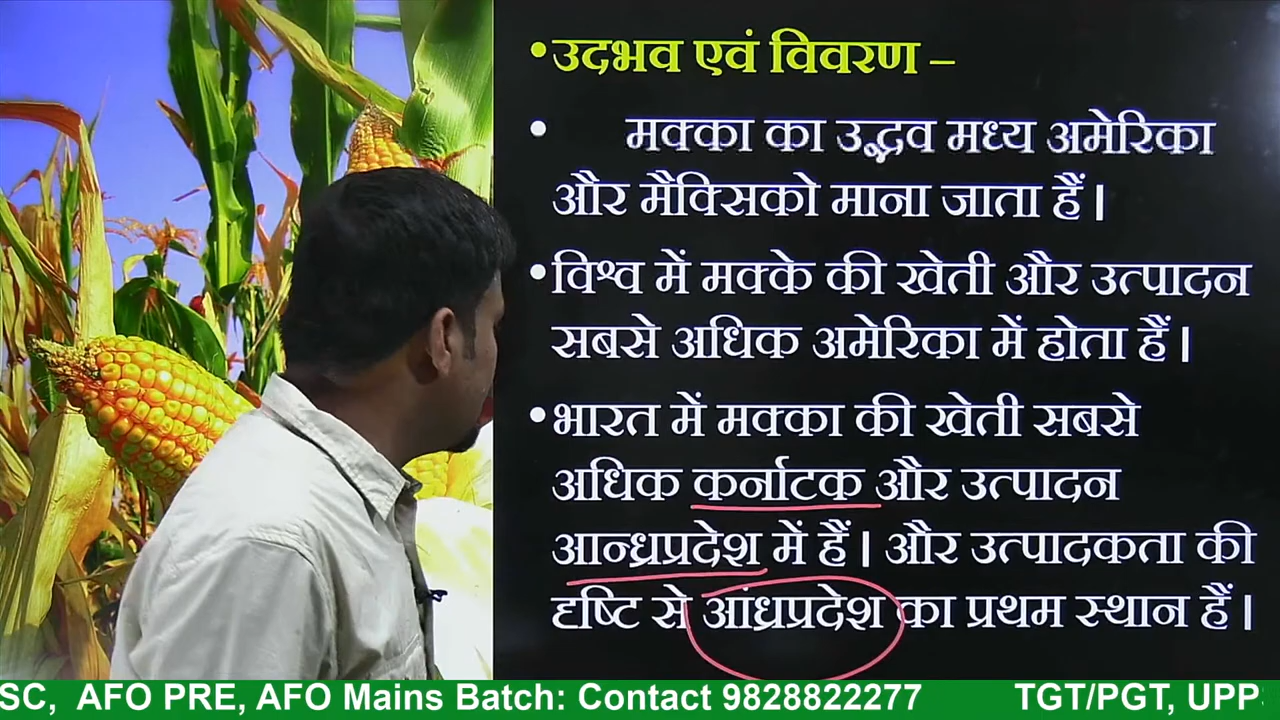 •उदभव एवं विवरण –
• मक्का का उद्भव मध्य अमेरिका
और मैक्सिको माना जाता हैं।
•विश्व में मक्के की खेती और उत्पादन
सबसे अधिक अमेरिका में होता हैं।
•भारत में मक्का की खेती सबसे
अधिक कर्नाटक और उत्पादन
आन्ध्रप्रदेश में हैं। और उत्पादकता की
दृष्टि से आंध्रप्रदेश का प्रथम स्थान हैं।
SC, AFO PRE, AFO Mains Batch: Contact 9828822277 TGT/PGT, UPPS